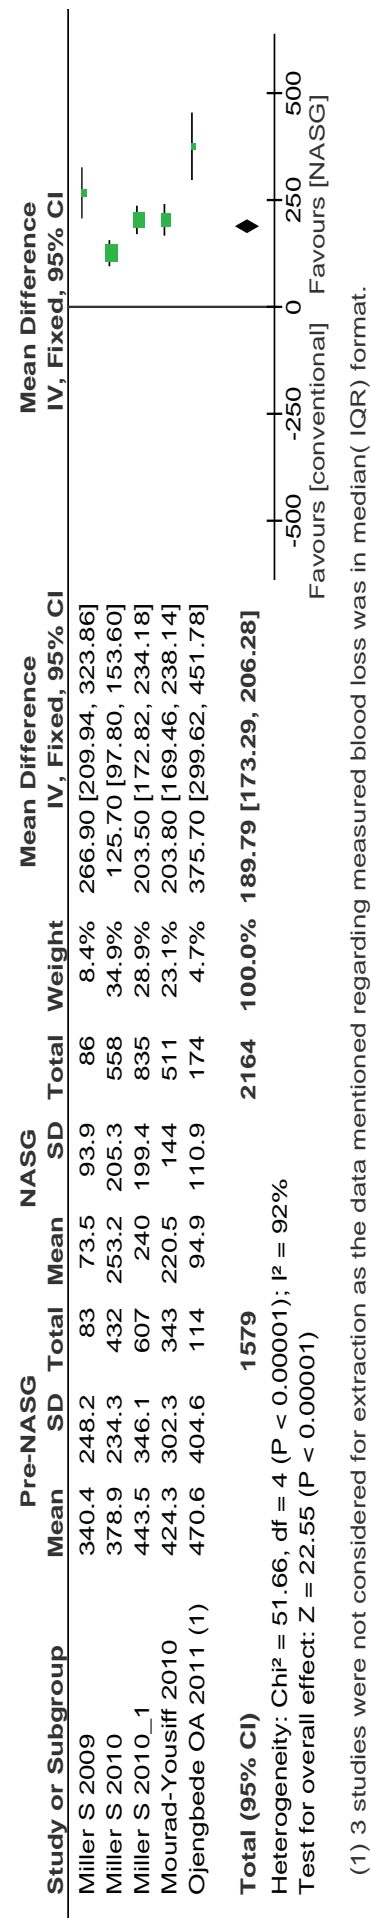 Pre-NASG NASG Mean Difference Mean Difference
Study or Subgroup Mean SD Total Mean SD Total Weight IV, Fixed, 95% CI IV, Fixed, 95% CI
Miller S 2009 340.4 248.2 83 73.5 93.9 86 8.4% 266.90 [209.94, 323.86]
Miller S 2010 378.9 234.3 432 253.2 205.3 558 34.9% 125.70 [97.80, 153.60]
Miller S 2010_1 443.5 346.1 607 240 199.4 835 28.9% 203.50 [172.82, 234.18]
Mourad-Yousiff 2010 424.3 302.3 343 220.5 144 511 23.1% 203.80 [169.46, 238.14]
Ojengbede OA 2011 (1) 470.6 404.6 114 94.9 110.9 174 4.7% 375.70 [299.62, 451.78]
Total (95% CI) 1579 2164 100.0% 189.79 [173.29, 206.28]
Heterogeneity: Chi² = 51.66, df = 4 (P < 0.00001); I² = 92%
Test for overall effect: Z = 22.55 (P < 0.00001)
-500 -250 0 250 500
Favours [conventional] Favours [NASG]
(1) 3 studies were not considered for extraction as the data mentioned regarding measured blood loss was in median( IQR) format.